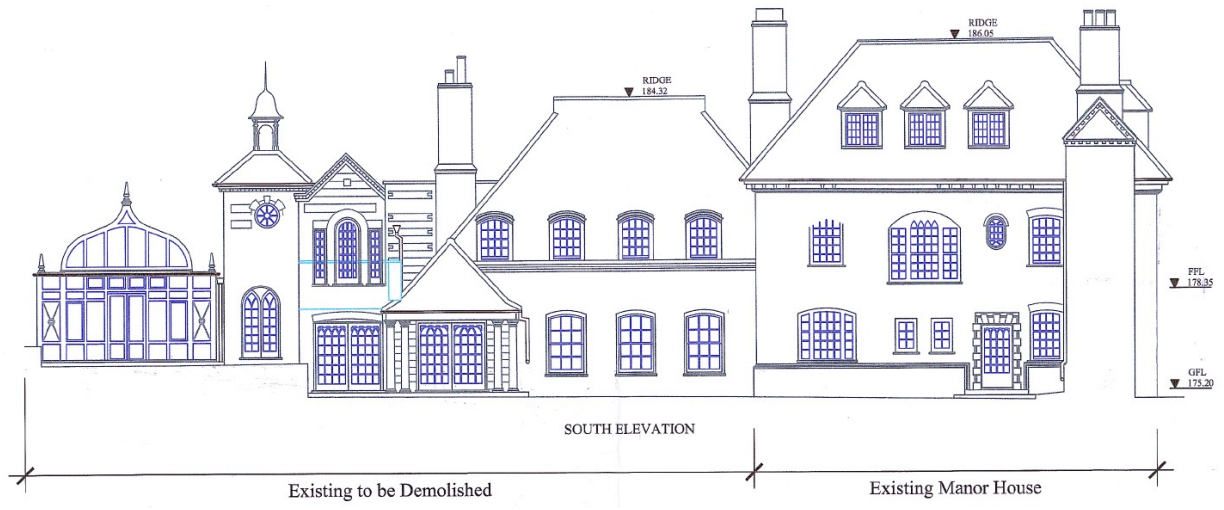 RIDGE
186.05
RIDGE
184.32
FFL
178.35
GFL
175.20
SOUTH ELEVATION
Existing to be Demolished
Existing Manor House